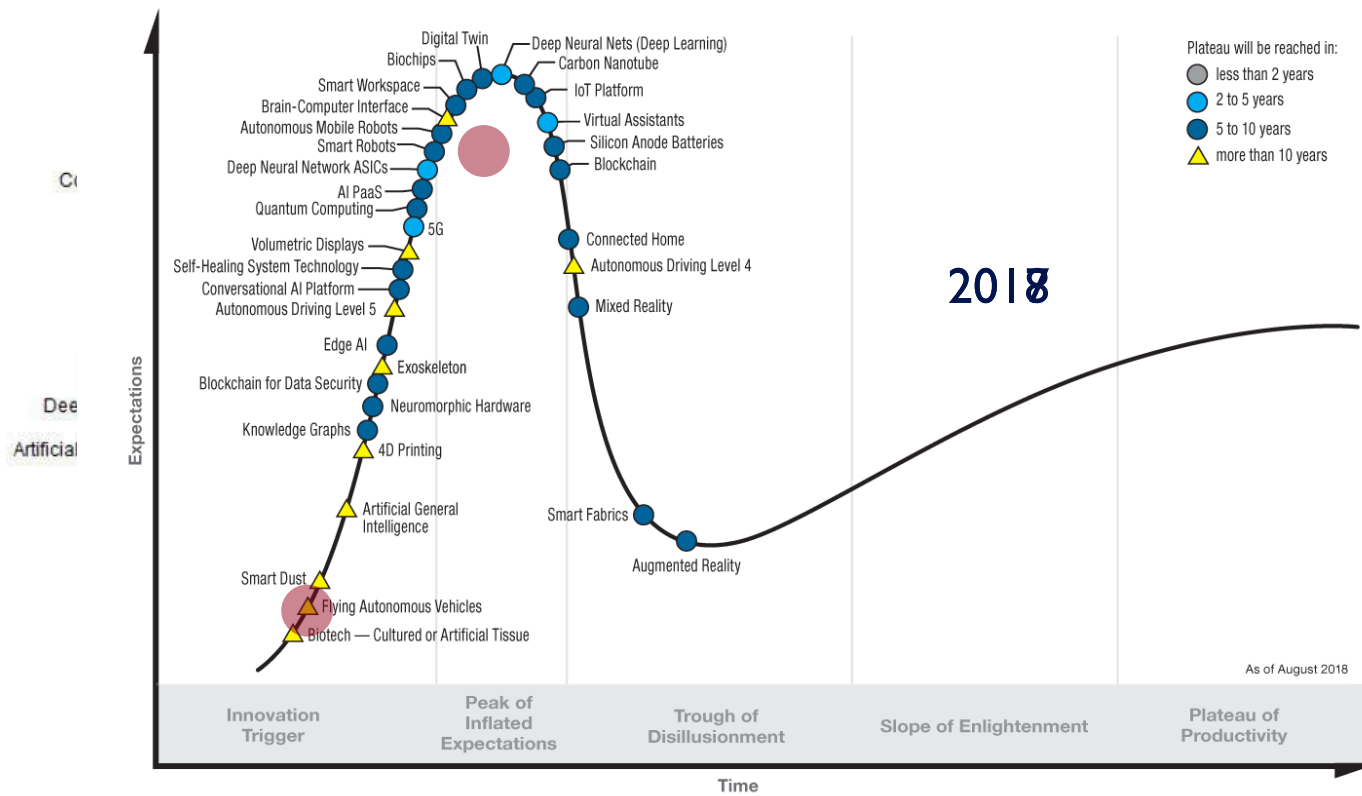 Digital Twin
Deep Neural Nets (Deep Learning)
Biochips
Carbon Nanotube
Smart Workspace
IoT Platform
Brain-Computer Interface
Virtual Assistants
Autonomous Mobile Robots
Silicon Anode Batteries
Smart Robots
Blockchain
Deep Neural Network ASICs
AI PaaS
Quantum Computing
5G
Volumetric Displays
Connected Home
Self-Healing System Technology
Autonomous Driving Level 4
Conversational AI Platform
Autonomous Driving Level 5
Mixed Reality
Edge AI
Exoskeleton
Blockchain for Data Security
Neuromorphic Hardware
Knowledge Graphs
4D Printing
Artificial General
Intelligence
Smart Fabrics
Augmented Reality
Smart Dust
Flying Autonomous Vehicles
Biotech — Cultured or Artificial Tissue
Plateau will be reached in:
less than 2 years
2 to 5 years
5 to 10 years
more than 10 years
Dee
Artificial
Expectations
As of August 2018
Innovation
Trigger
Peak of
Inflated
Expectations
Trough of
Disillusionment
Slope of Enlightenment
Plateau of
Productivity
Time